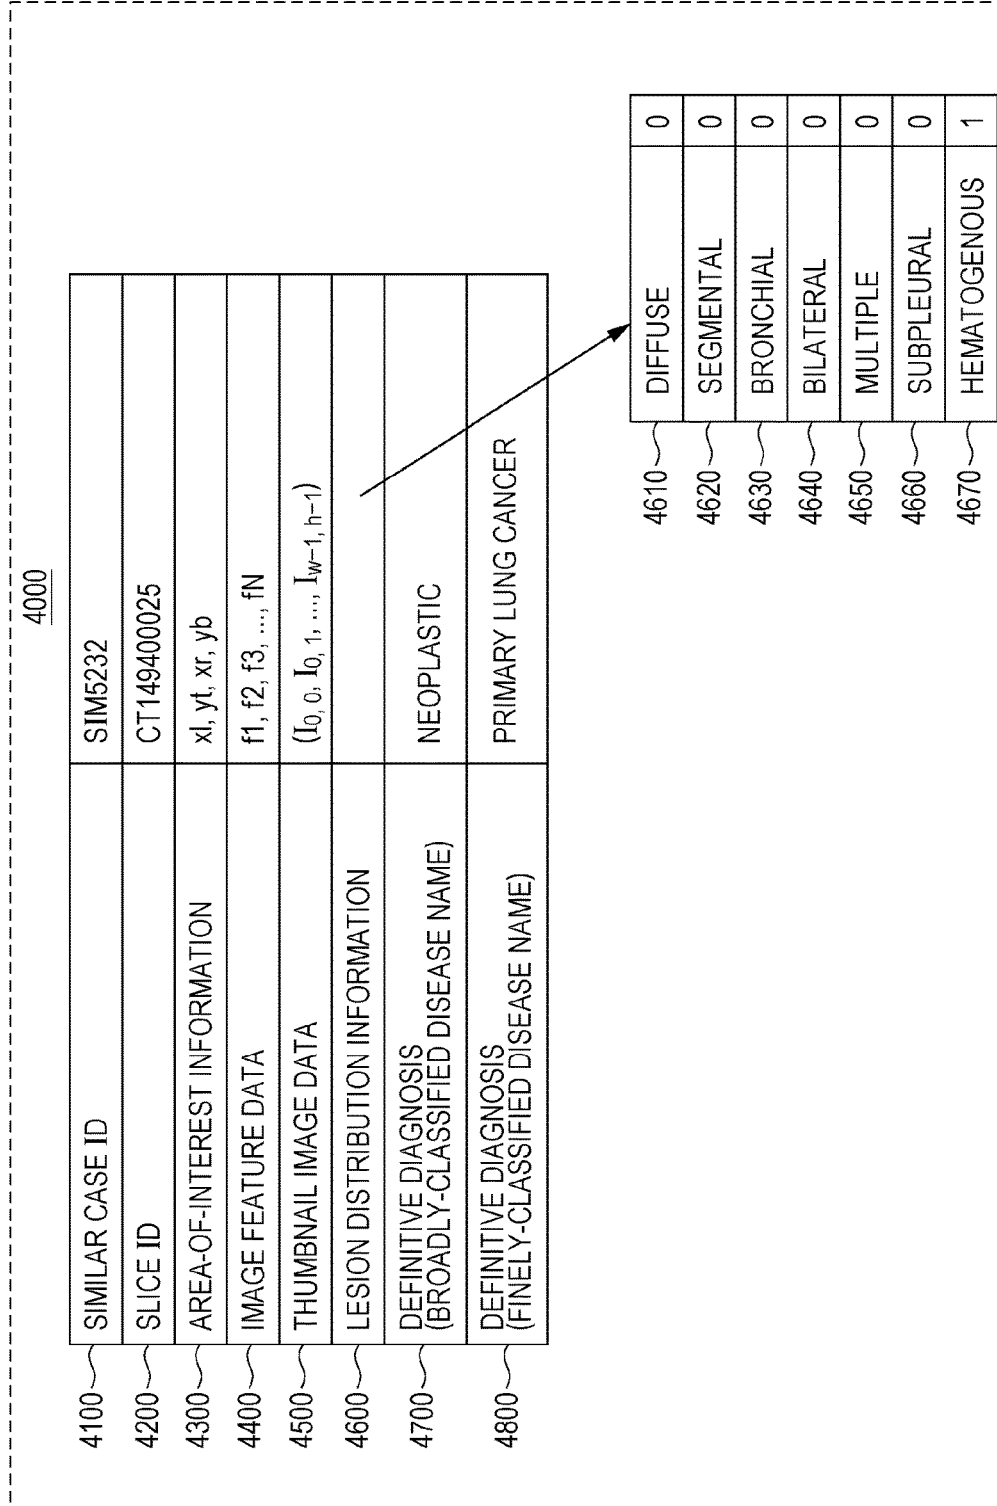 4000
4100 SIMILAR CASE ID SIM5232
4200 SLICE ID CT149400025
4300 AREA-OF-INTEREST INFORMATION xl, yt, xr, yb
4400 IMAGE FEATURE DATA f1, f2, f3, ..., fN
4500 THUMBNAIL IMAGE DATA (I0, 0, I0, 1, ..., Iw-1, h-1)
4600 LESION DISTRIBUTION INFORMATION
4700 DEFINITIVE DIAGNOSIS
(BROADLY-CLASSIFIED DISEASE NAME) NEOPLASTIC
4800 DEFINITIVE DIAGNOSIS
(FINELY-CLASSIFIED DISEASE NAME) PRIMARY LUNG CANCER
4610 DIFFUSE 0
4620 SEGMENTAL 0
4630 BRONCHIAL 0
4640 BILATERAL 0
4650 MULTIPLE 0
4660 SUBPLEURAL 0
4670 HEMATOGENOUS 1